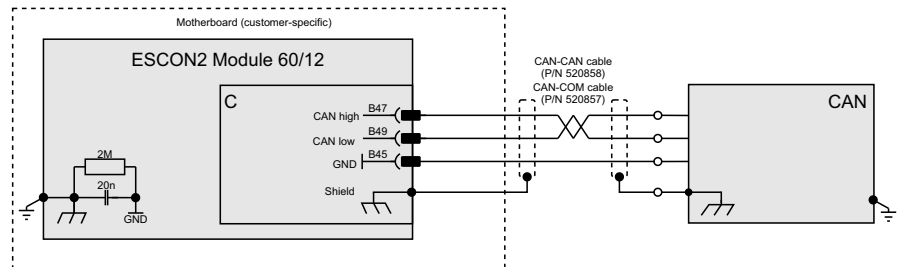 Motherboard (customer-specific)
ESCON2 Module 60/12
CAN-CAN cable
(P/N 520858)
CAN-COM cable
(P/N 520857)
C
CAN
B47
CAN high
B49
CAN low
B45
GND
Shield
2M
20n
GND